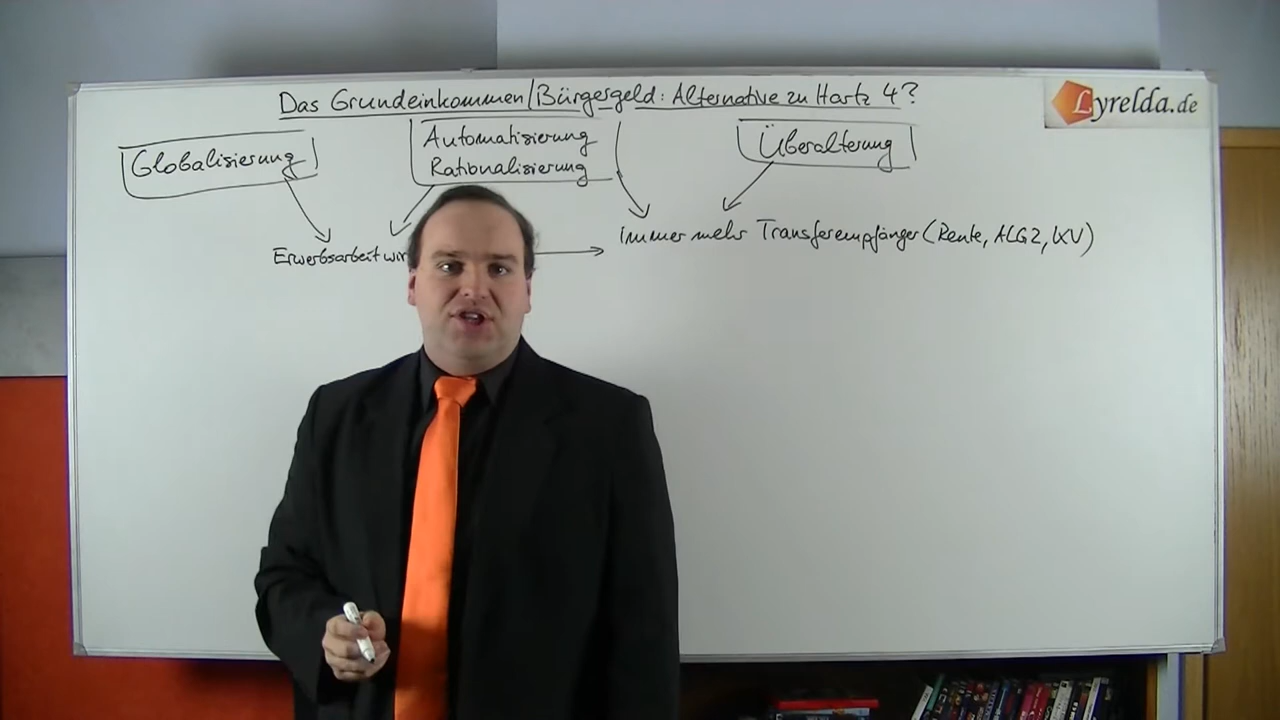 Das Grundeinkommen/Bürgergeld: Alternative zu Hartz 4?
Lyrelda.de
Globalisierung
Automatisierung
Rationalisierung
Überalterung
Erwerbsarbeit wir
Immer mehr Transferempfänger (Rente, ALG2, KV)